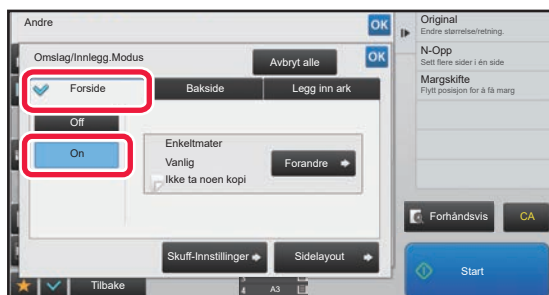 Andre
OK
Omslag/Innlegg.Modus
Avbryt alle
OK
Forside
Bakside
Legg inn ark
Off
On
Enkeltmater
Vanlig
Ikke ta noen kopi
Forandre
Skuff-Innstillinger
Sidelayout
Tilbake
3
4
A3
Original
Endre størrelse/retning.
N-Opp
Sett flere sider i én side
Margskifte
Flytt posisjon for å få marg
Forhåndsvis
CA
Start